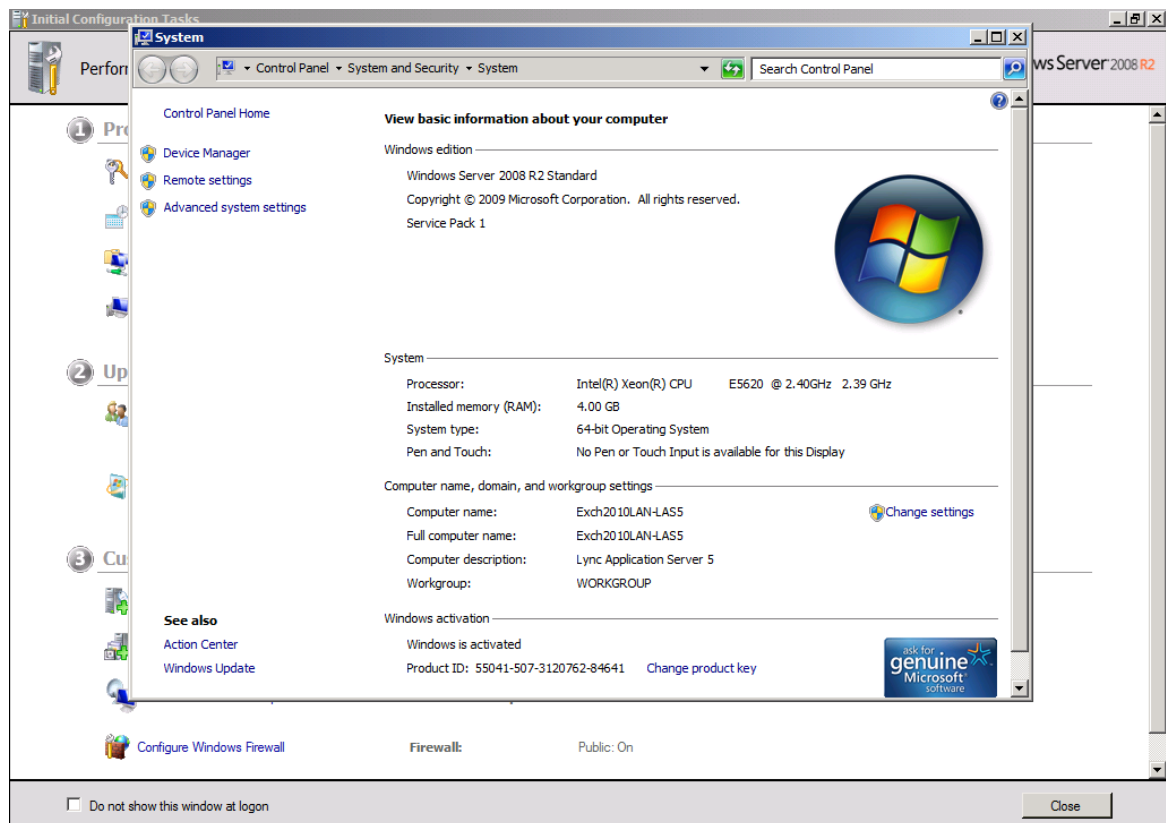 Initial Configuration Tasks
Perforn
ws Server 2008 R2
System
Control Panel System and Security System
Search Control Panel
Control Panel Home
Device Manager
Remote settings
Advanced system settings
View basic information about your computer
Windows edition
Windows Server 2008 R2 Standard
Copyright © 2009 Microsoft Corporation. All rights reserved.
Service Pack 1
System
Processor: Intel(R) Xeon(R) CPU E5620 @ 2.40GHz 2.39 GHz
Installed memory (RAM): 4.00 GB
System type: 64-bit Operating System
Pen and Touch: No Pen or Touch Input is available for this Display
Computer name, domain, and workgroup settings
Computer name: Exch2010LAN-LAS5 Change settings
Full computer name: Exch2010LAN-LAS5
Computer description: Lync Application Server 5
Workgroup: WORKGROUP
Windows activation
Windows is activated
Product ID: 55041-507-3120762-84641 Change product key
ask for
genuine
Microsoft
software
See also
Action Center
Windows Update
1 Pro
2 Up
3 Cu
Configure Windows Firewall Firewall: Public: On
Do not show this window at logon
Close